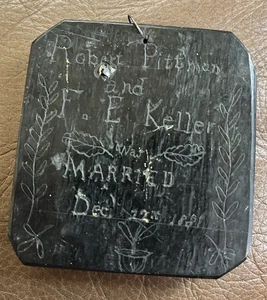 Robert Pittman
and
F. E. Keller
was
MARRIED
Dec. 22